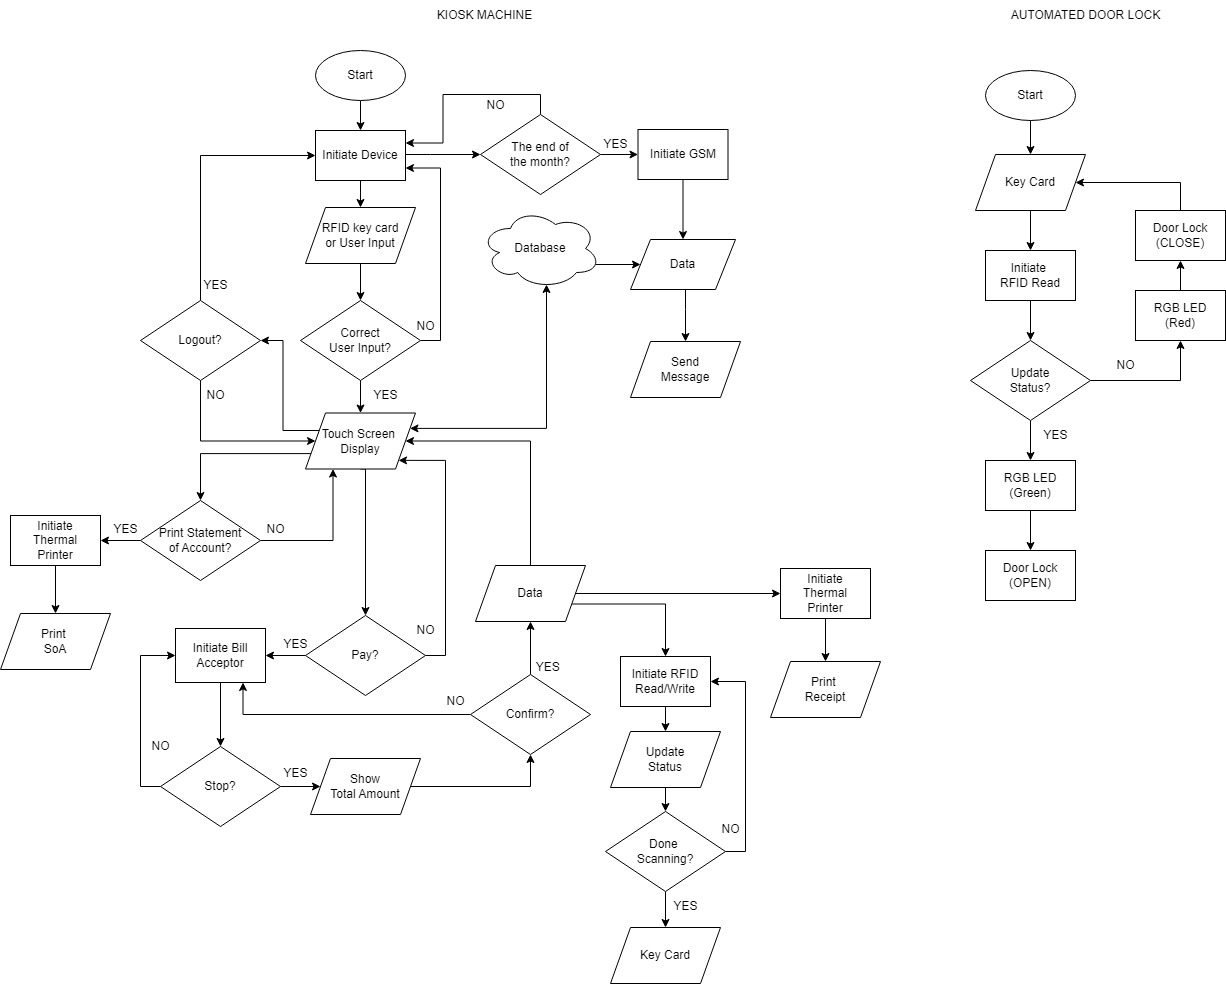 KIOSK MACHINE
AUTOMATED DOOR LOCK
Start
NO
Initiate Device
The end of
the month?
YES
Initiate GSM
RFID key card
or User Input
Database
Data
YES
Logout?
Correct
User Input?
NO
Send
Message
NO
YES
Touch Screen
Display
Initiate
Thermal
Printer
YES
Print Statement
of Account?
NO
Print
SoA
Data
Initiate
Thermal
Printer
Initiate Bill
Acceptor
YES
Pay?
NO
YES
Initiate RFID
Read/Write
Print
Receipt
NO
Confirm?
NO
Stop?
YES
Show
Total Amount
Update
Status
NO
Done
Scanning?
YES
Key Card
Start
Key Card
Door Lock
(CLOSE)
Initiate
RFID Read
RGB LED
(Red)
Update
Status?
NO
YES
RGB LED
(Green)
Door Lock
(OPEN)